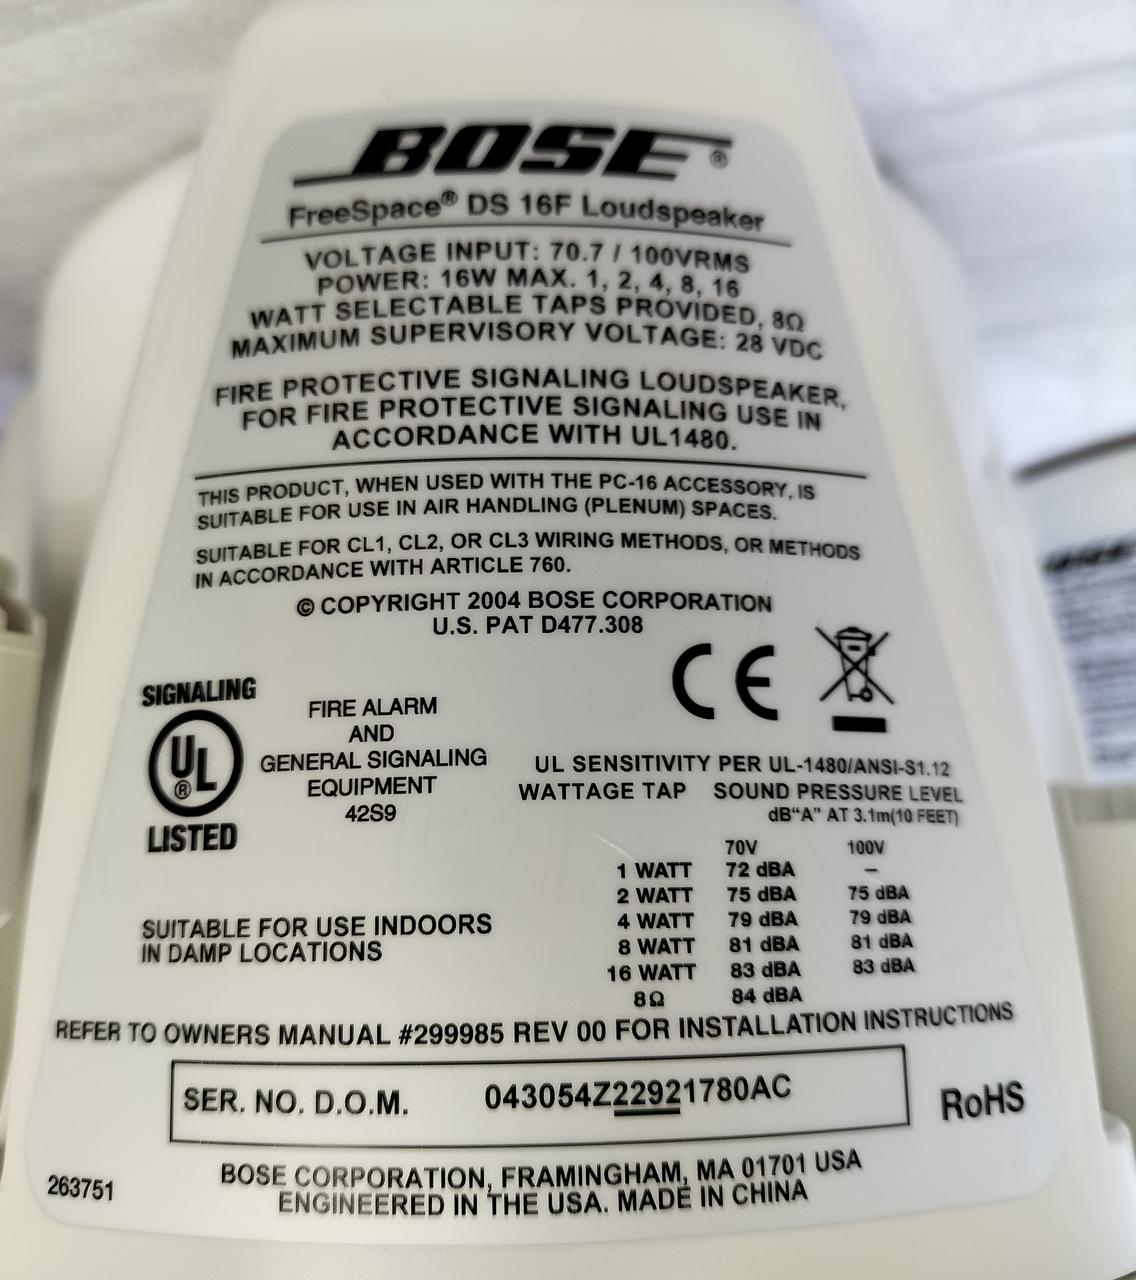 BOSE®
FreeSpace® DS 16F Loudspeaker
VOLTAGE INPUT: 70.7 / 100VRMS
POWER: 16W MAX. 1, 2, 4, 8, 16
WATT SELECTABLE TAPS PROVIDED, 8Ω
MAXIMUM SUPERVISORY VOLTAGE: 28 VDC
FIRE PROTECTIVE SIGNALING LOUDSPEAKER,
FOR FIRE PROTECTIVE SIGNALING USE IN
ACCORDANCE WITH UL1480.
THIS PRODUCT, WHEN USED WITH THE PC-16 ACCESSORY, IS
SUITABLE FOR USE IN AIR HANDLING (PLENUM) SPACES.
SUITABLE FOR CL1, CL2, OR CL3 WIRING METHODS, OR METHODS
IN ACCORDANCE WITH ARTICLE 760.
© COPYRIGHT 2004 BOSE CORPORATION
U.S. PAT D477.308
CE
SIGNALING
UL®
LISTED
FIRE ALARM
AND
GENERAL SIGNALING
EQUIPMENT
42S9
UL SENSITIVITY PER UL-1480/ANSI-S1.12
WATTAGE TAP SOUND PRESSURE LEVEL
dB"A" AT 3.1m(10 FEET)
70V 100V
1 WATT 72 dBA –
2 WATT 75 dBA 75 dBA
4 WATT 79 dBA 79 dBA
8 WATT 81 dBA 81 dBA
16 WATT 83 dBA 83 dBA
8Ω 84 dBA
SUITABLE FOR USE INDOORS
IN DAMP LOCATIONS
REFER TO OWNERS MANUAL #299985 REV 00 FOR INSTALLATION INSTRUCTIONS
SER. NO. D.O.M. 043054Z22921780AC
RoHS
263751
BOSE CORPORATION, FRAMINGHAM, MA 01701 USA
ENGINEERED IN THE USA. MADE IN CHINA